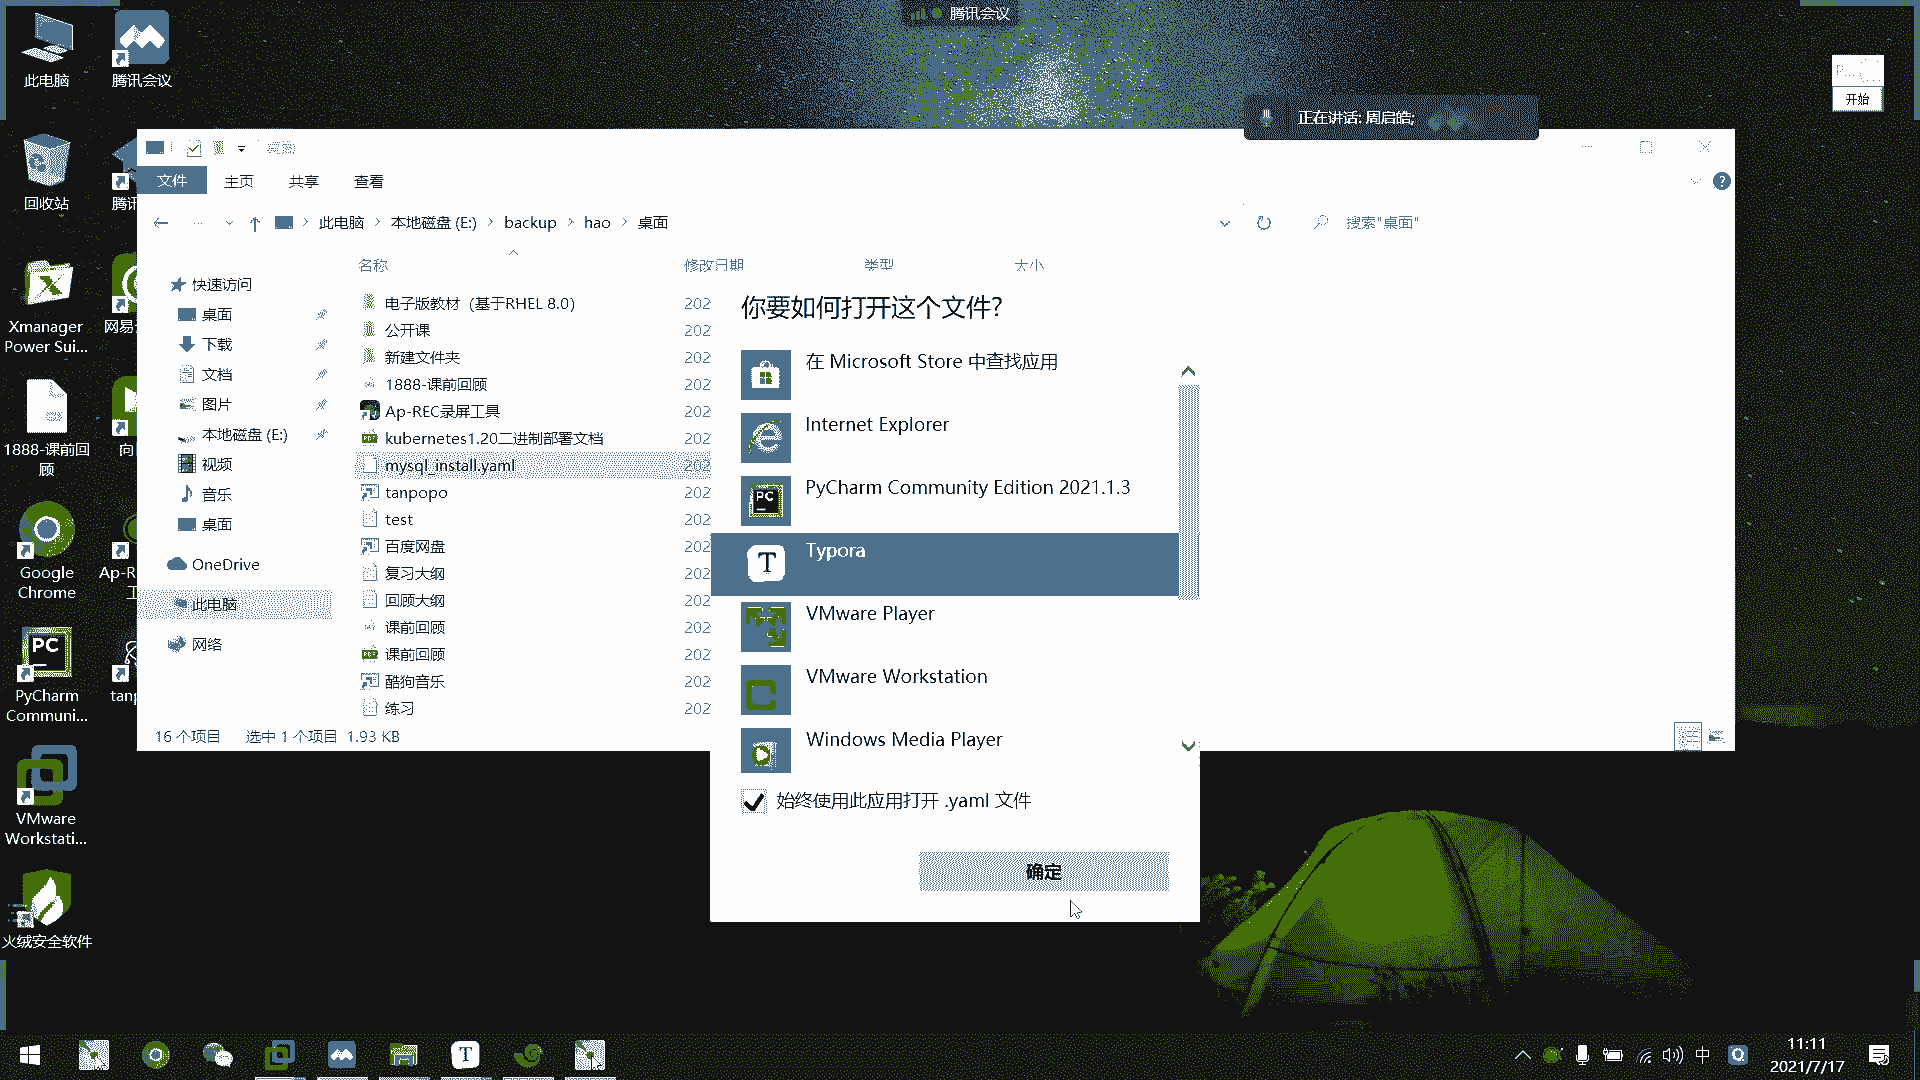 腾讯会议
此电脑
腾讯会议
开始
正在讲话: 周启皓;
回收站
腾讯
Xmanager
Power Sui...
网易
1888-课前回
顾
向
Google
Chrome
Ap-R
工
PyCharm
Communi...
tanp
VMware
Workstati...
火绒安全软件
桌面
文件 主页 共享 查看
此电脑 本地磁盘 (E:) backup hao 桌面
搜索"桌面"
名称 修改日期 类型 大小
快速访问
桌面
下载
文档
图片
本地磁盘 (E:)
视频
音乐
桌面
OneDrive
此电脑
网络
电子版教材（基于RHEL 8.0） 202
公开课 202
新建文件夹 202
1888-课前回顾 202
Ap-REC录屏工具 202
kubernetes1.20二进制部署文档 202
mysql_install.yaml 202
tanpopo 202
test 202
百度网盘 202
复习大纲 202
回顾大纲 202
课前回顾 202
课前回顾 202
酷狗音乐 202
练习 202
16 个项目 选中 1 个项目 1.93 KB
你要如何打开这个文件?
在 Microsoft Store 中查找应用
Internet Explorer
PyCharm Community Edition 2021.1.3
Typora
VMware Player
VMware Workstation
Windows Media Player
始终使用此应用打开 .yaml 文件
确定
中
11:11
2021/7/17